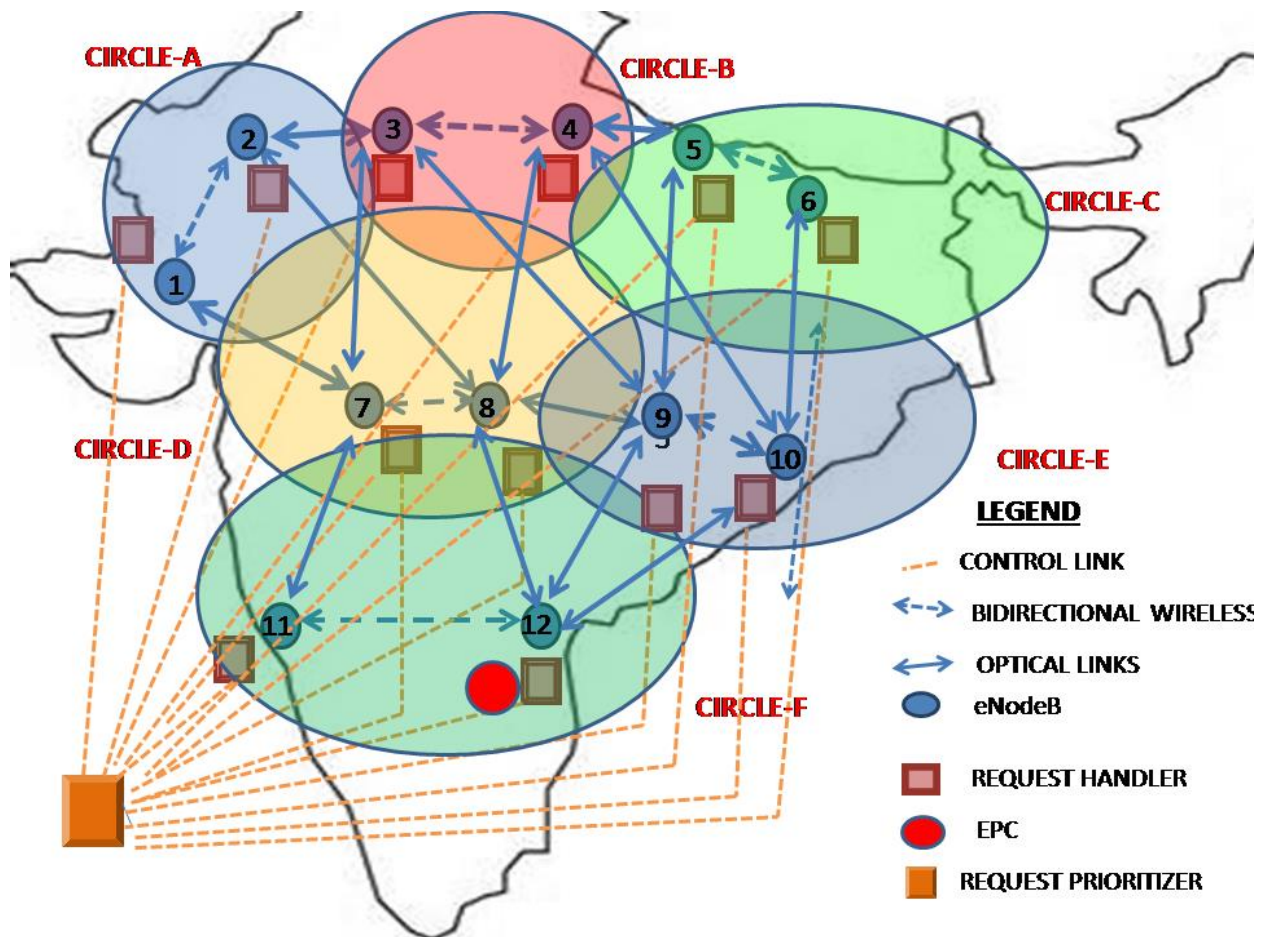 CIRCLE-A
CIRCLE-B
2
3
4
5
6
CIRCLE-C
1
7
8
9
10
CIRCLE-D
CIRCLE-E
LEGEND
CONTROL LINK
BIDIRECTIONAL WIRELESS
11
12
OPTICAL LINKS
eNodeB
CIRCLE-F
REQUEST HANDLER
EPC
REQUEST PRIORITIZER